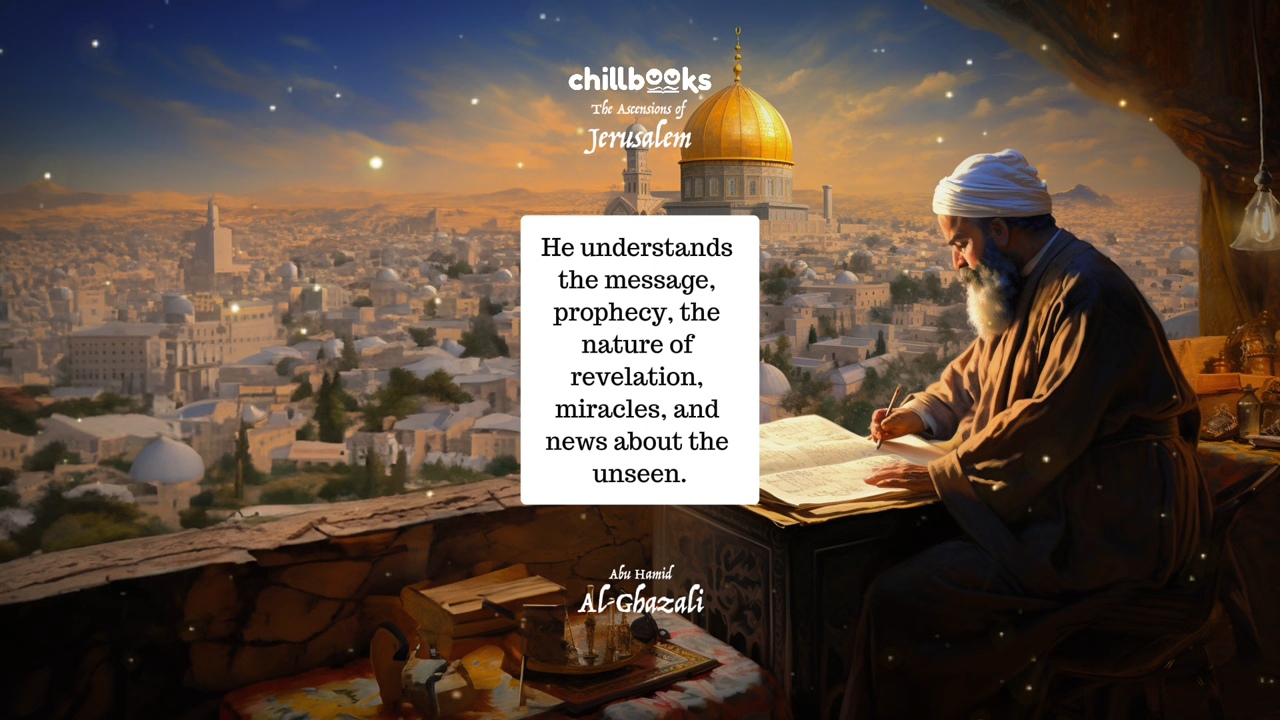 chillbooks
The Ascensions of
Jerusalem
He understands
the message,
prophecy, the
nature of
revelation,
miracles, and
news about the
unseen.
Abu Hamid
Al-Ghazali